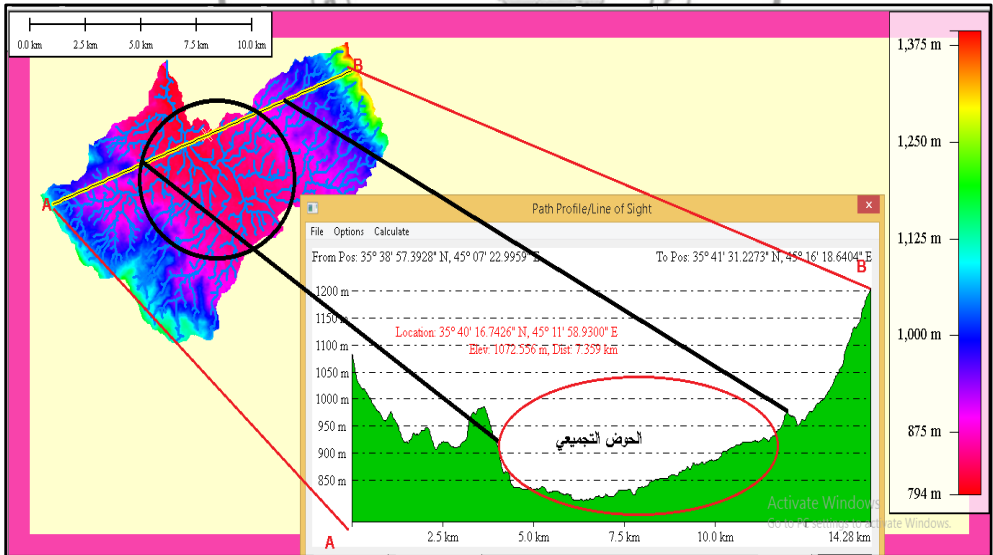 0.0 km 2.5 km 5.0 km 7.5 km 10.0 km
1,375 m
1,250 m
1,125 m
1,000 m
875 m
794 m
B
A
Path Profile/Line of Sight
x
File Options Calculate
From Pos: 35° 38' 57.3928" N, 45° 07' 22.9959"
To Pos: 35° 41' 31.2273" N, 45° 16' 18.6404" E
B
1200 m
1150 m
1100 m
1050 m
1000 m
950 m
900 m
850 m
Location: 35° 40' 16.7426" N, 45° 11' 58.9300" E
Elev: 1072.556 m, Dist: 7.359 km
الحوض التجميعي
Activate Windows
Go to PC settings to activate Windows.
A
2.5 km 5.0 km 7.5 km 10.0 km 14.28 km